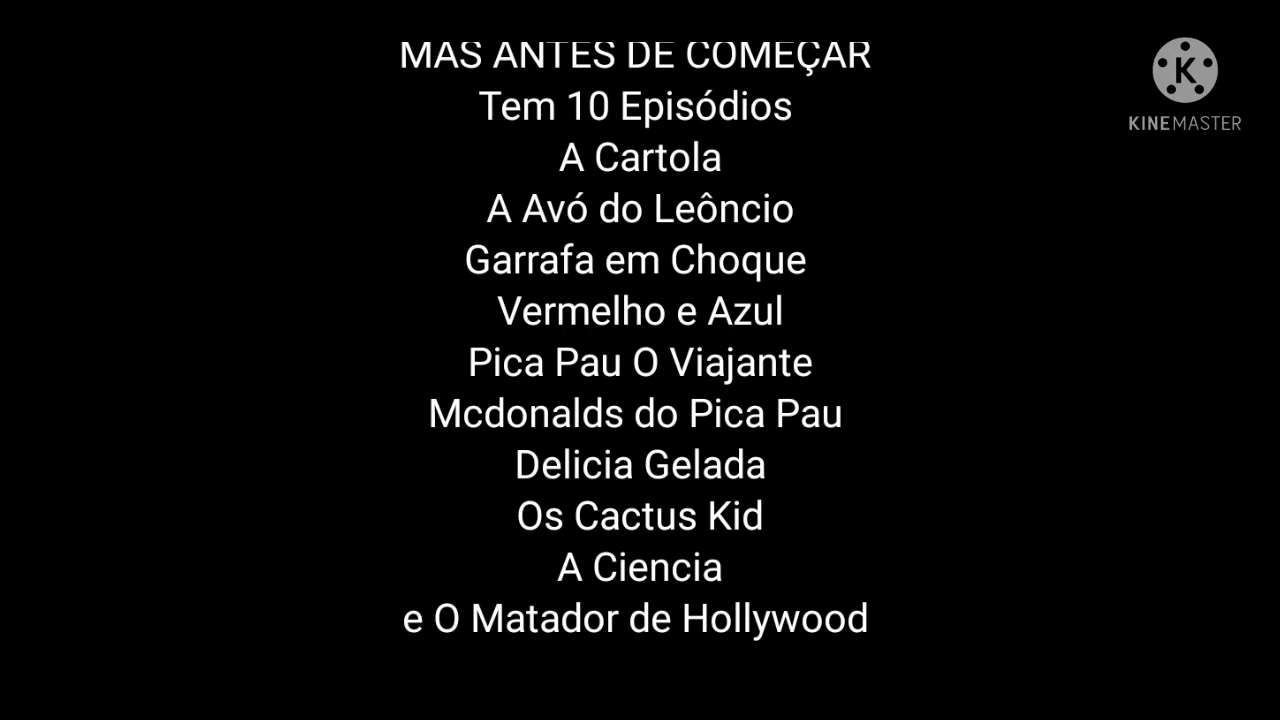 MAS ANTES DE COMEÇAR
Tem 10 Episódios
A Cartola
A Avó do Leôncio
Garrafa em Choque
Vermelho e Azul
Pica Pau O Viajante
Mcdonalds do Pica Pau
Delicia Gelada
Os Cactus Kid
A Ciencia
e O Matador de Hollywood
K
KINEMASTER